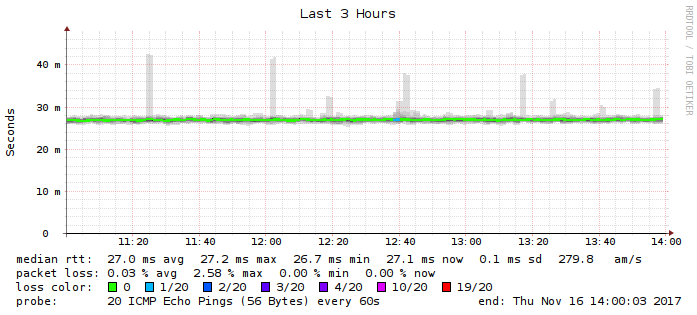 Last 3 Hours
RRDTOOL / TOBI OETIKER
Seconds
40 m
30 m
20 m
10 m
0
11:20 11:40 12:00 12:20 12:40 13:00 13:20 13:40 14:00
median rtt: 27.0 ms avg 27.2 ms max 26.7 ms min 27.1 ms now 0.1 ms sd 279.8 am/s
packet loss: 0.03 % avg 2.58 % max 0.00 % min 0.00 % now
loss color: 0 1/20 2/20 3/20 4/20 10/20 19/20
probe: 20 ICMP Echo Pings (56 Bytes) every 60s end: Thu Nov 16 14:00:03 2017